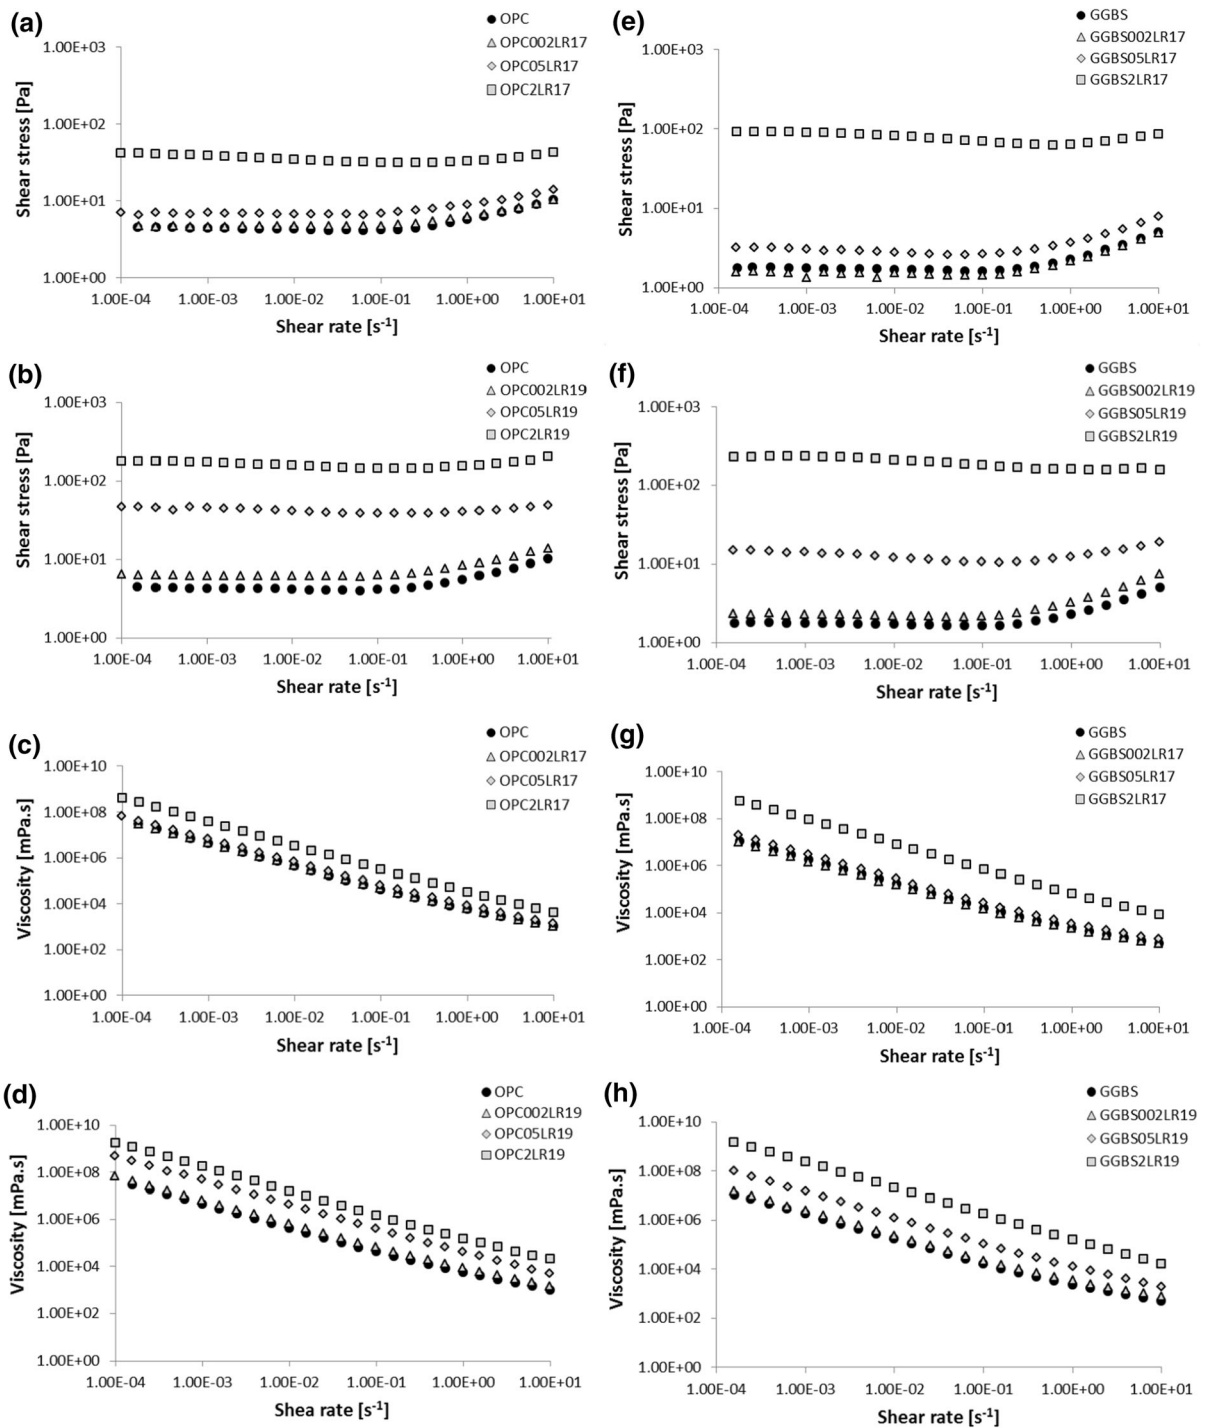 (a)
OPC
OPC002LR17
OPC05LR17
OPC2LR17
Shear stress [Pa]
1.00E+03
1.00E+02
1.00E+01
1.00E+00
1.00E-04 1.00E-03 1.00E-02 1.00E-01 1.00E+00 1.00E+01
Shear rate [s-1]
(e)
GGBS
GGBS002LR17
GGBS05LR17
GGBS2LR17
Shear stress [Pa]
1.00E+03
1.00E+02
1.00E+01
1.00E+00
1.00E-04 1.00E-03 1.00E-02 1.00E-01 1.00E+00 1.00E+01
Shear rate [s-1]
(b)
OPC
OPC002LR19
OPC05LR19
OPC2LR19
Shear stress [Pa]
1.00E+03
1.00E+02
1.00E+01
1.00E+00
1.00E-04 1.00E-03 1.00E-02 1.00E-01 1.00E+00 1.00E+01
Shear rate [s-1]
(f)
GGBS
GGBS002LR19
GGBS05LR19
GGBS2LR19
Shear stress [Pa]
1.00E+03
1.00E+02
1.00E+01
1.00E+00
1.00E-04 1.00E-03 1.00E-02 1.00E-01 1.00E+00 1.00E+01
Shear rate [s-1]
(c)
OPC
OPC002LR17
OPC05LR17
OPC2LR17
Viscosity [mPa.s]
1.00E+10
1.00E+08
1.00E+06
1.00E+04
1.00E+02
1.00E+00
1.00E-04 1.00E-03 1.00E-02 1.00E-01 1.00E+00 1.00E+01
Shear rate [s-1]
(g)
GGBS
GGBS002LR17
GGBS05LR17
GGBS2LR17
Viscosity [mPa.s]
1.00E+10
1.00E+08
1.00E+06
1.00E+04
1.00E+02
1.00E+00
1.00E-04 1.00E-03 1.00E-02 1.00E-01 1.00E+00 1.00E+01
Shear rate [s-1]
(d)
OPC
OPC002LR19
OPC05LR19
OPC2LR19
Viscosity [mPa.s]
1.00E+10
1.00E+08
1.00E+06
1.00E+04
1.00E+02
1.00E+00
1.00E-04 1.00E-03 1.00E-02 1.00E-01 1.00E+00 1.00E+01
Shea rate [s-1]
(h)
GGBS
GGBS002LR19
GGBS05LR19
GGBS2LR19
Viscosity [mPa.s]
1.00E+10
1.00E+08
1.00E+06
1.00E+04
1.00E+02
1.00E+00
1.00E-04 1.00E-03 1.00E-02 1.00E-01 1.00E+00 1.00E+01
Shear rate [s-1]